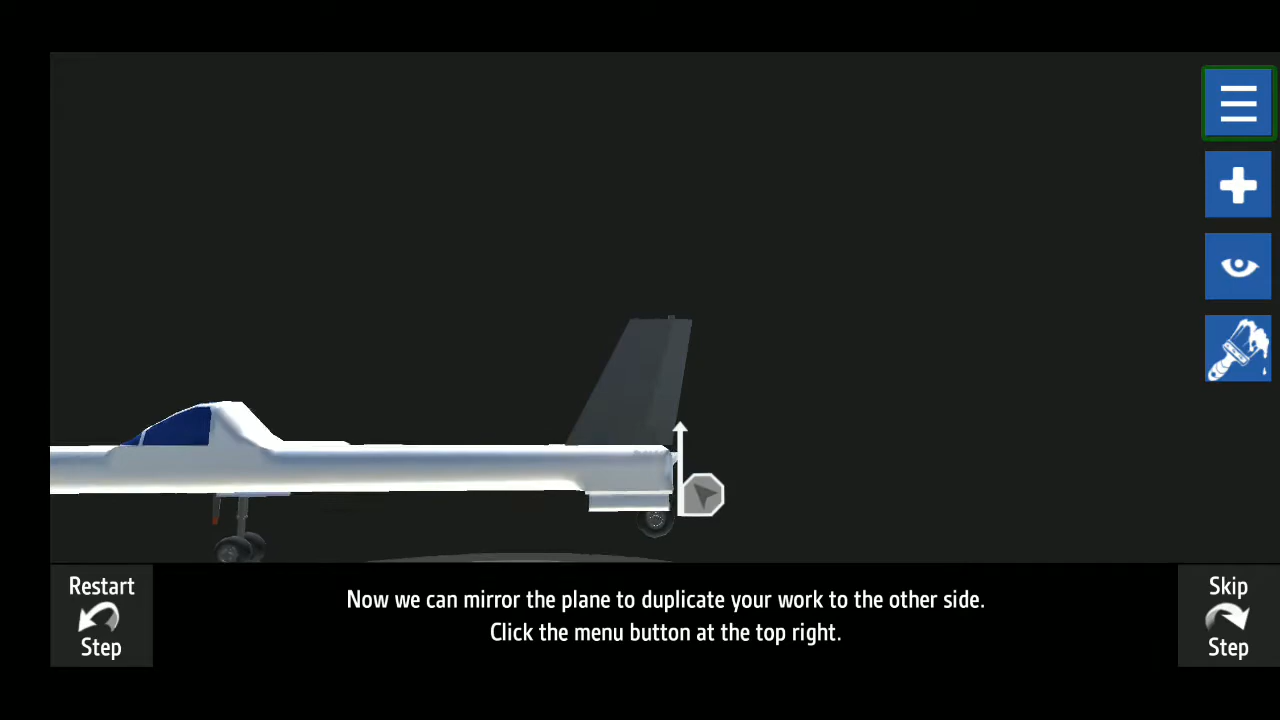 Restart
Step
Now we can mirror the plane to duplicate your work to the other side.
Click the menu button at the top right.
Skip
Step